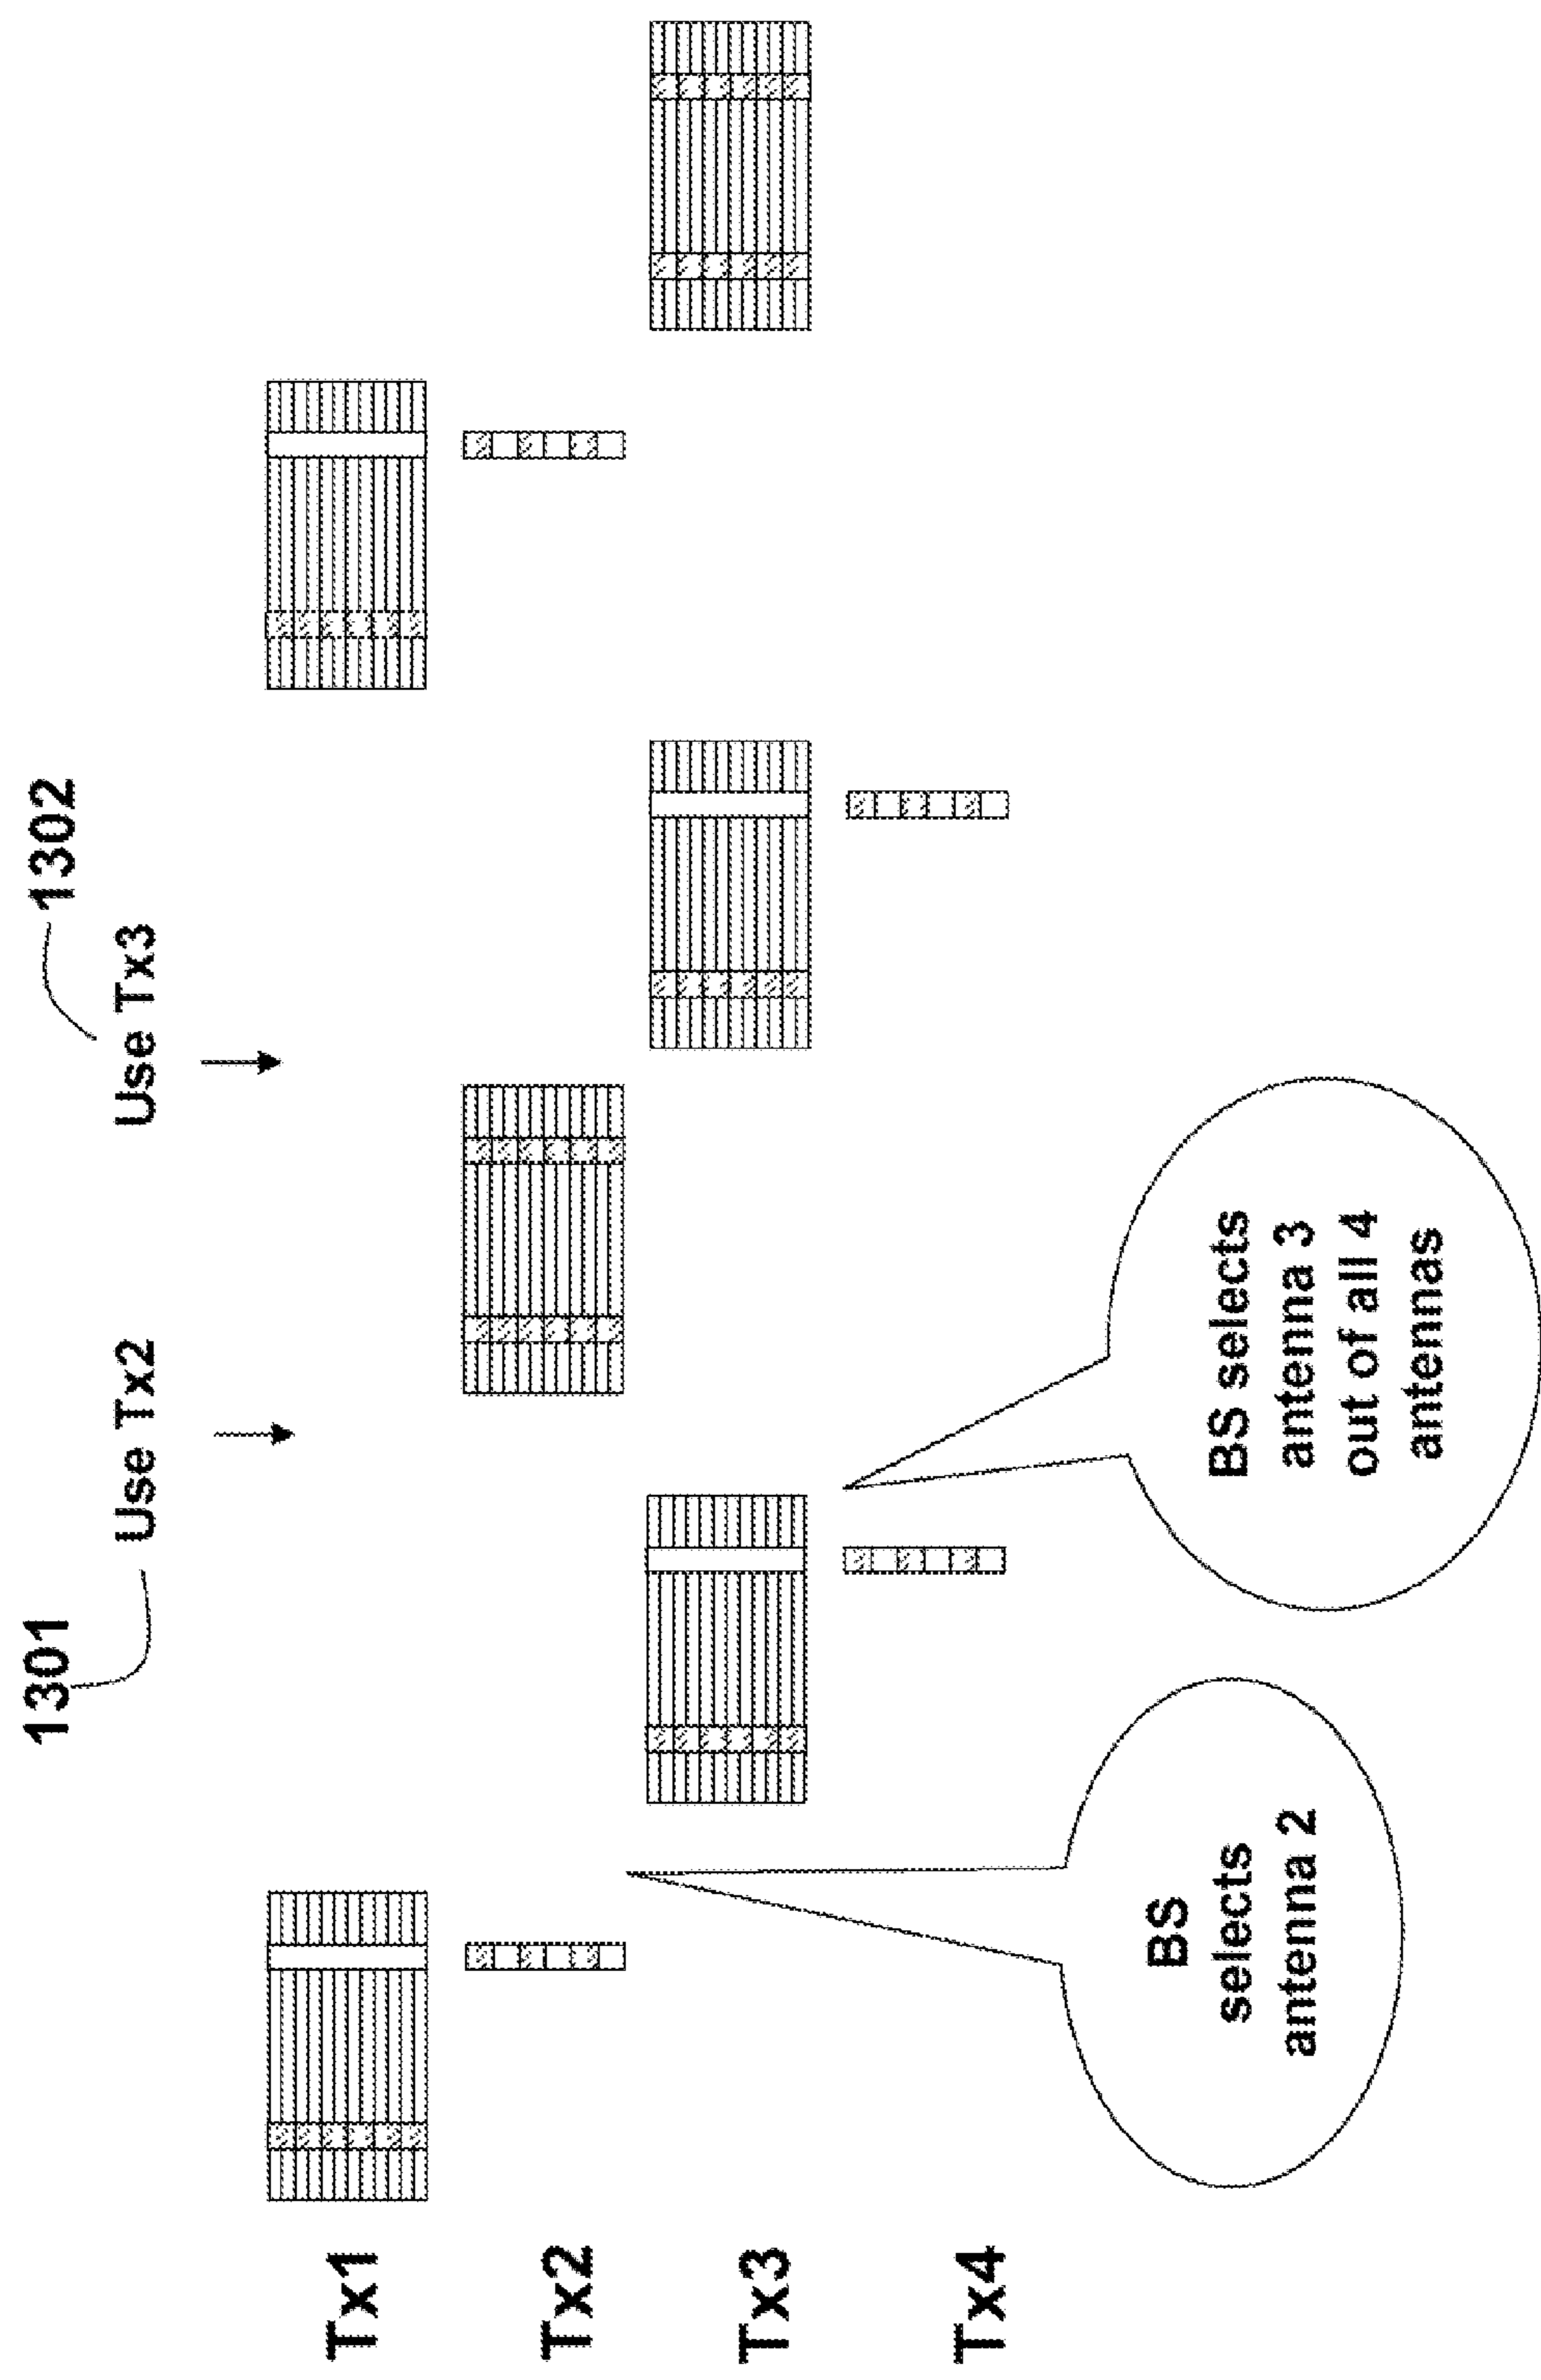 1301
1302
Use Tx2
Use Tx3
Tx1
Tx2
Tx3
Tx4
BS
selects
antenna 2
BS selects
antenna 3
out of all 4
antennas